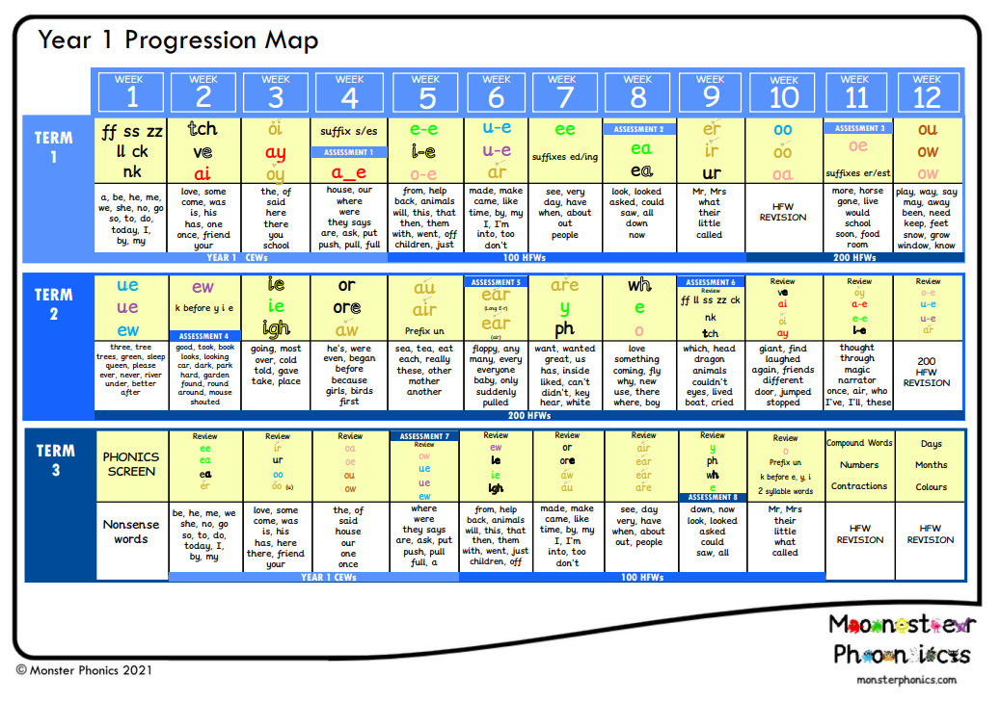 Year 1 Progression Map
WEEK
1
WEEK
2
WEEK
3
WEEK
4
WEEK
5
WEEK
6
WEEK
7
WEEK
8
WEEK
9
WEEK
10
WEEK
11
WEEK
12
TERM
1
ff ss zz
ll ck
nk
tch
ve
ai
oi
ay
oy
suffix s/es
ASSESSMENT 1
a_e
e-e
i-e
o-e
u-e
u-e
ar
ee
suffixes ed/ing
ASSESSMENT 2
ea
ea
er
ir
ur
oo
oo
oa
ASSESSMENT 3
oe
suffixes er/est
ou
ow
ow
a, be, he, me,
we, she, no, go
so, to, do,
today, I,
by, my
love, some
come, was
is, his
has, one
once, friend
your
the, of
said
here
there
you
school
house, our
where
were
they says
are, ask, put
push, pull, full
from, help
back, animals
will, this, that
then, them
with, went, off
children, just
made, make
came, like
time, by, my
I, I'm
into, too
don't
see, very
day, have
when, about
out
people
look, looked
asked, could
saw, all
down
now
Mr, Mrs
what
their
little
called
HFW
REVISION
more, horse
gone, live
would
school
soon, food
room
play, way, say
may, away
been, need
keep, feet
snow, grow
window, know
YEAR 1 CEWs
100 HFWs
200 HFWs
TERM
2
ue
ue
ew
ew
k before y i e
ASSESSMENT 4
ie
ie
igh
or
ore
aw
au
air
Prefix un
ASSESSMENT 5
ear
(Long E-r)
ear
(air)
are
y
ph
wh
e
o
ASSESSMENT 6
Review
ff ll ss zz ck
nk
tch
Review
ve
ai
oi
ay
Review
oy
a-e
e-e
i-e
Review
o-e
u-e
u-e
ar
three, tree
trees, green, sleep
queen, please
ever, never, river
under, better
after
good, took, book
looks, looking
car, dark, park
hard, garden
found, round
around, mouse
shouted
going, most
over, cold
told, gave
take, place
he's, were
even, began
before
because
girls, birds
first
sea, tea, eat
each, really
these, other
mother
another
floppy, any
many, every
everyone
baby, only
suddenly
pulled
want, wanted
great, us
has, inside
liked, can't
didn't, key
hear, white
love
something
coming, fly
why, new
use, there
where, boy
which, head
dragon
animals
couldn't
eyes, lived
boat, cried
giant, find
laughed
again, friends
different
door, jumped
stopped
thought
through
magic
narrator
once, air, who
I've, I'll, these
200
HFW
REVISION
200 HFWs
TERM
3
PHONICS
SCREEN
Review
ee
ea
ea
er
Review
ir
ur
oo
oo (u)
Review
oa
oe
ou
ow
ASSESSMENT 7
Review
ow
ue
ue
ew
Review
ew
ie
ie
igh
Review
or
ore
aw
au
Review
air
ear
ear
are
Review
y
ph
wh
e
ASSESSMENT 8
Review
o
Prefix un
k before e, y, i
2 syllable words
Compound Words
Numbers
Contractions
Days
Months
Colours
Nonsense
words
be, he, me, we
she, no, go
so, to, do,
today, I,
by, my
love, some
come, was
is, his
has, here
there, friend
your
the, of
said
house
our
one
once
where
were
they says
are, ask, put
push, pull
full, a
from, help
back, animals
will, this, that
then, them
with, went, just
children, off
made, make
came, like
time, by, my
I, I'm
into, too
don't
see, day
very, have
when, about
out, people
down, now
look, looked
asked
could
saw, all
Mr, Mrs
their
little
what
called
HFW
REVISION
HFW
REVISION
YEAR 1 CEWs
100 HFWs
Monster
Phonics
monsterphonics.com
© Monster Phonics 2021